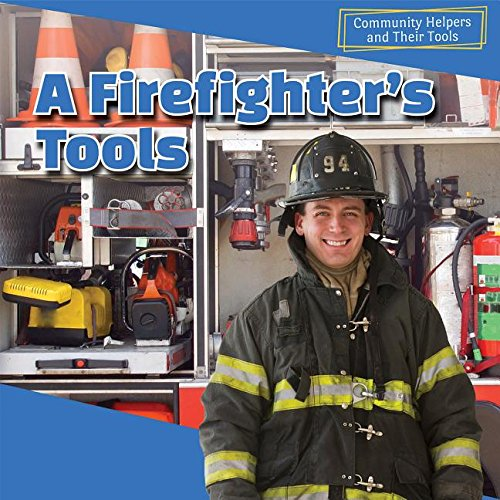 Community Helpers
and Their Tools
A Firefighter's
Tools
94